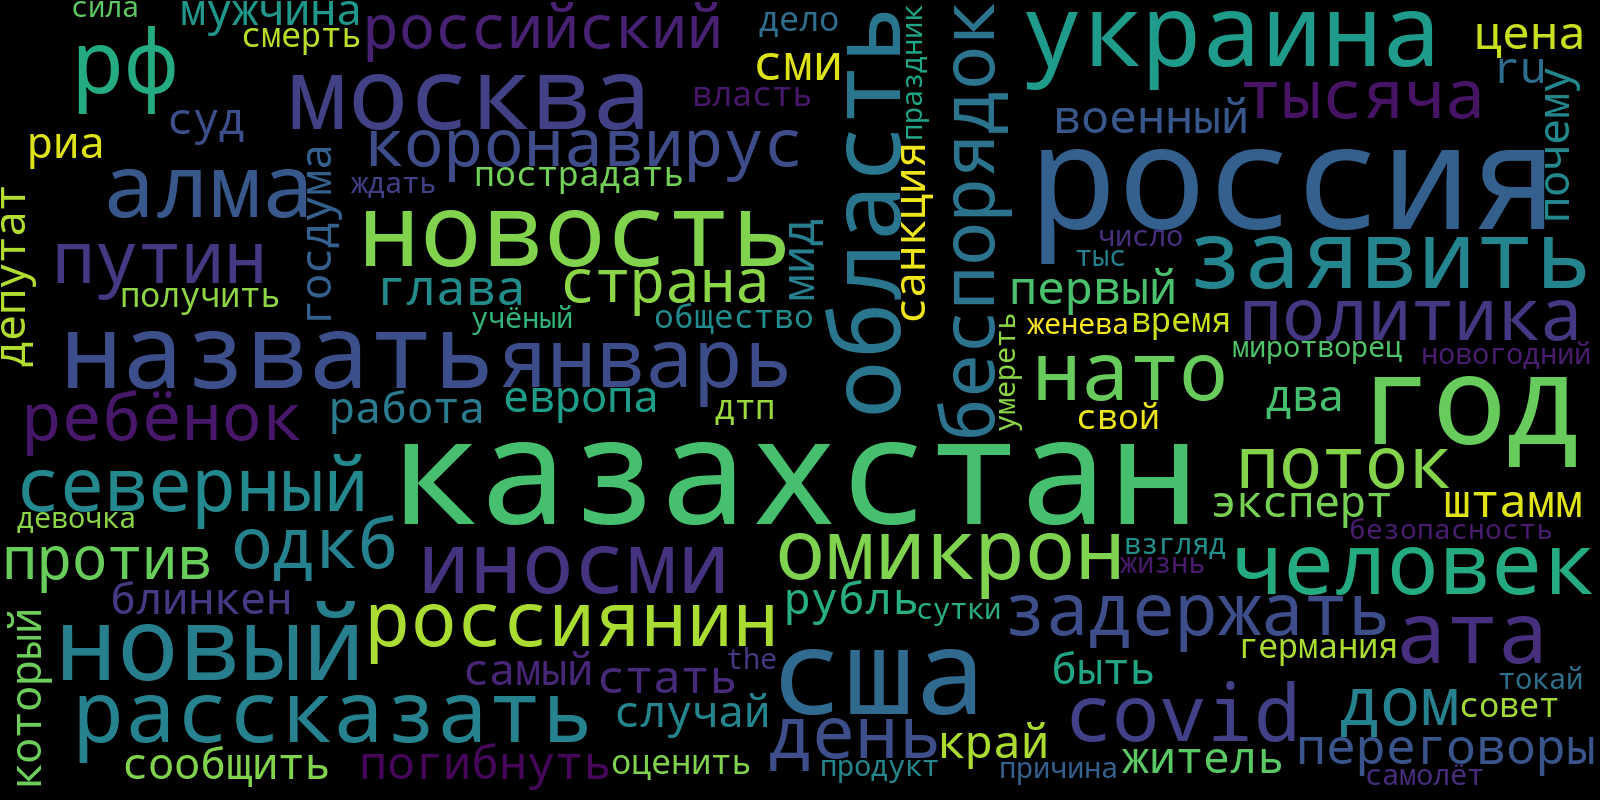 сила
мужчина
смерть
российский
дело
сми
область
праздник
беспорядок
украина
цена
ru
рф
москва
власть
тысяча
военный
почему
суд
риа
коронавирус
россия
алма
госдума
ждать
пострадать
санкция
депутат
новость
мид
число
тыс
заявить
путин
получить
глава
страна
учёный
общество
первый
женева
время
политика
назвать
январь
умереть
нато
миротворец
новогодний
ребёнок
работа
европа
дтп
свой
два
год
северный
казахстан
поток
эксперт
штамм
девочка
против
одкб
иносми
омикрон
взгляд
жизнь
безопасность
человек
блинкен
рубль
сутки
задержать
который
новый
россиянин
самый
стать
the
сша
быть
германия
ата
токай
рассказать
случай
день
край
covid
дом
совет
сообщить
погибнуть
оценить
продукт
причина
житель
переговоры
самолёт